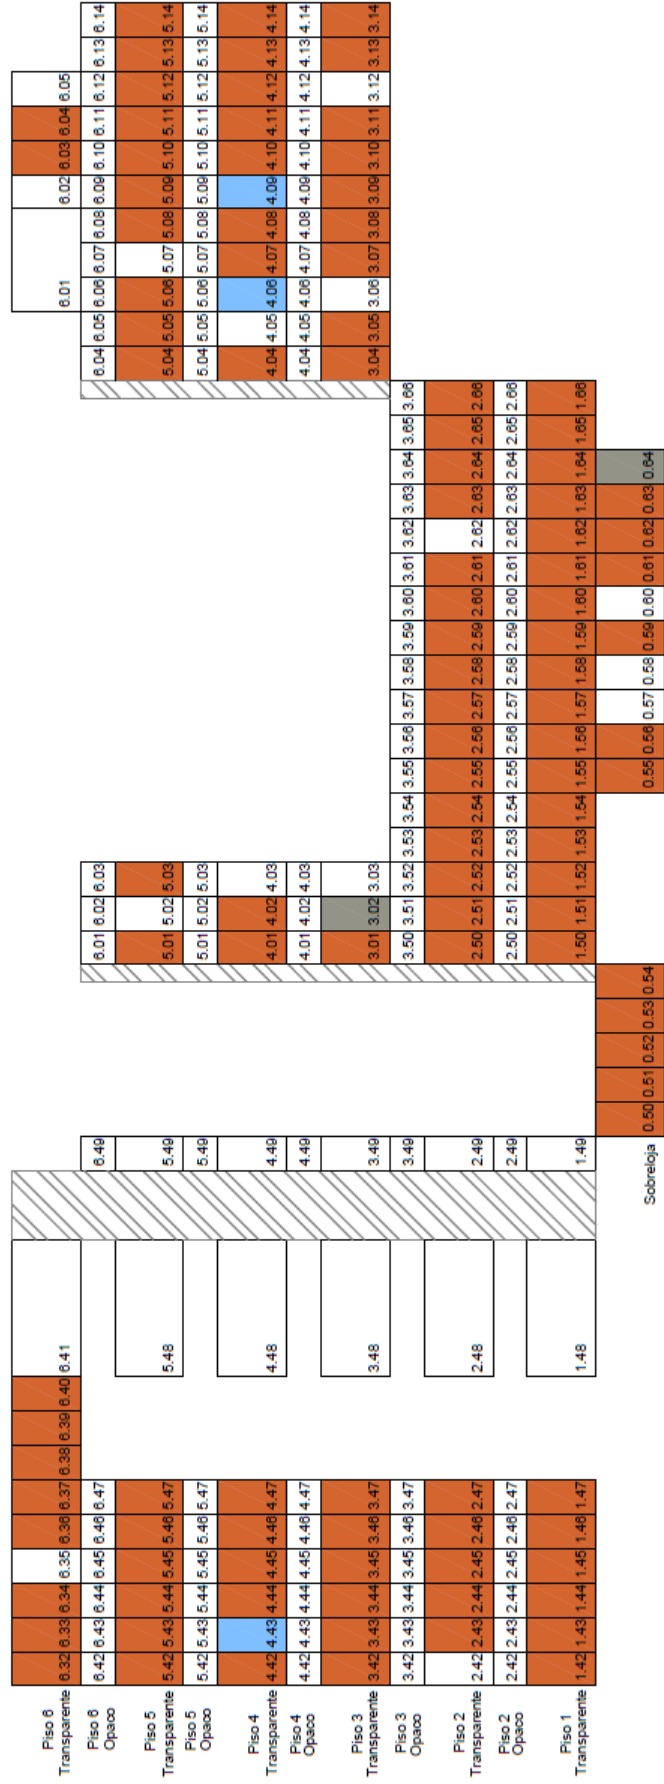 Piso 6
Transparente 6.32 6.33 6.34 6.35 6.36 6.37 6.38 6.39 6.40 6.41 6.01 6.02 6.03 6.04 6.05
Piso 6
Opaco 6.42 6.43 6.44 6.45 6.46 6.47 6.49 6.01 6.02 6.03 6.04 6.05 6.06 6.07 6.08 6.09 6.10 6.11 6.12 6.13 6.14
Piso 5
Transparente 5.42 5.43 5.44 5.45 5.46 5.47 5.48 5.49 5.01 5.02 5.03 5.04 5.05 5.06 5.07 5.08 5.09 5.10 5.11 5.12 5.13 5.14
Piso 5
Opaco 5.42 5.43 5.44 5.45 5.46 5.47 5.49 5.01 5.02 5.03 5.04 5.05 5.06 5.07 5.08 5.09 5.10 5.11 5.12 5.13 5.14
Piso 4
Transparente 4.42 4.43 4.44 4.45 4.46 4.47 4.48 4.49 4.01 4.02 4.03 4.04 4.05 4.06 4.07 4.08 4.09 4.10 4.11 4.12 4.13 4.14
Piso 4
Opaco 4.42 4.43 4.44 4.45 4.46 4.47 4.49 4.01 4.02 4.03 4.04 4.05 4.06 4.07 4.08 4.09 4.10 4.11 4.12 4.13 4.14
Piso 3
Transparente 3.42 3.43 3.44 3.45 3.46 3.47 3.48 3.49 3.01 3.02 3.03 3.04 3.05 3.06 3.07 3.08 3.09 3.10 3.11 3.12 3.13 3.14
Piso 3
Opaco 3.42 3.43 3.44 3.45 3.46 3.47 3.49 3.50 3.51 3.52 3.53 3.54 3.55 3.56 3.57 3.58 3.59 3.60 3.61 3.62 3.63 3.64 3.65 3.66
Piso 2
Transparente 2.42 2.43 2.44 2.45 2.46 2.47 2.48 2.49 2.50 2.51 2.52 2.53 2.54 2.55 2.56 2.57 2.58 2.59 2.60 2.61 2.62 2.63 2.64 2.65 2.66
Piso 2
Opaco 2.42 2.43 2.44 2.45 2.46 2.47 2.49 2.50 2.51 2.52 2.53 2.54 2.55 2.56 2.57 2.58 2.59 2.60 2.61 2.62 2.63 2.64 2.65 2.66
Piso 1
Transparente 1.42 1.43 1.44 1.45 1.46 1.47 1.48 1.49 1.50 1.51 1.52 1.53 1.54 1.55 1.56 1.57 1.58 1.59 1.60 1.61 1.62 1.63 1.64 1.65 1.66
Sobreloja 0.50 0.51 0.52 0.53 0.54 0.55 0.56 0.57 0.58 0.59 0.60 0.61 0.62 0.63 0.64